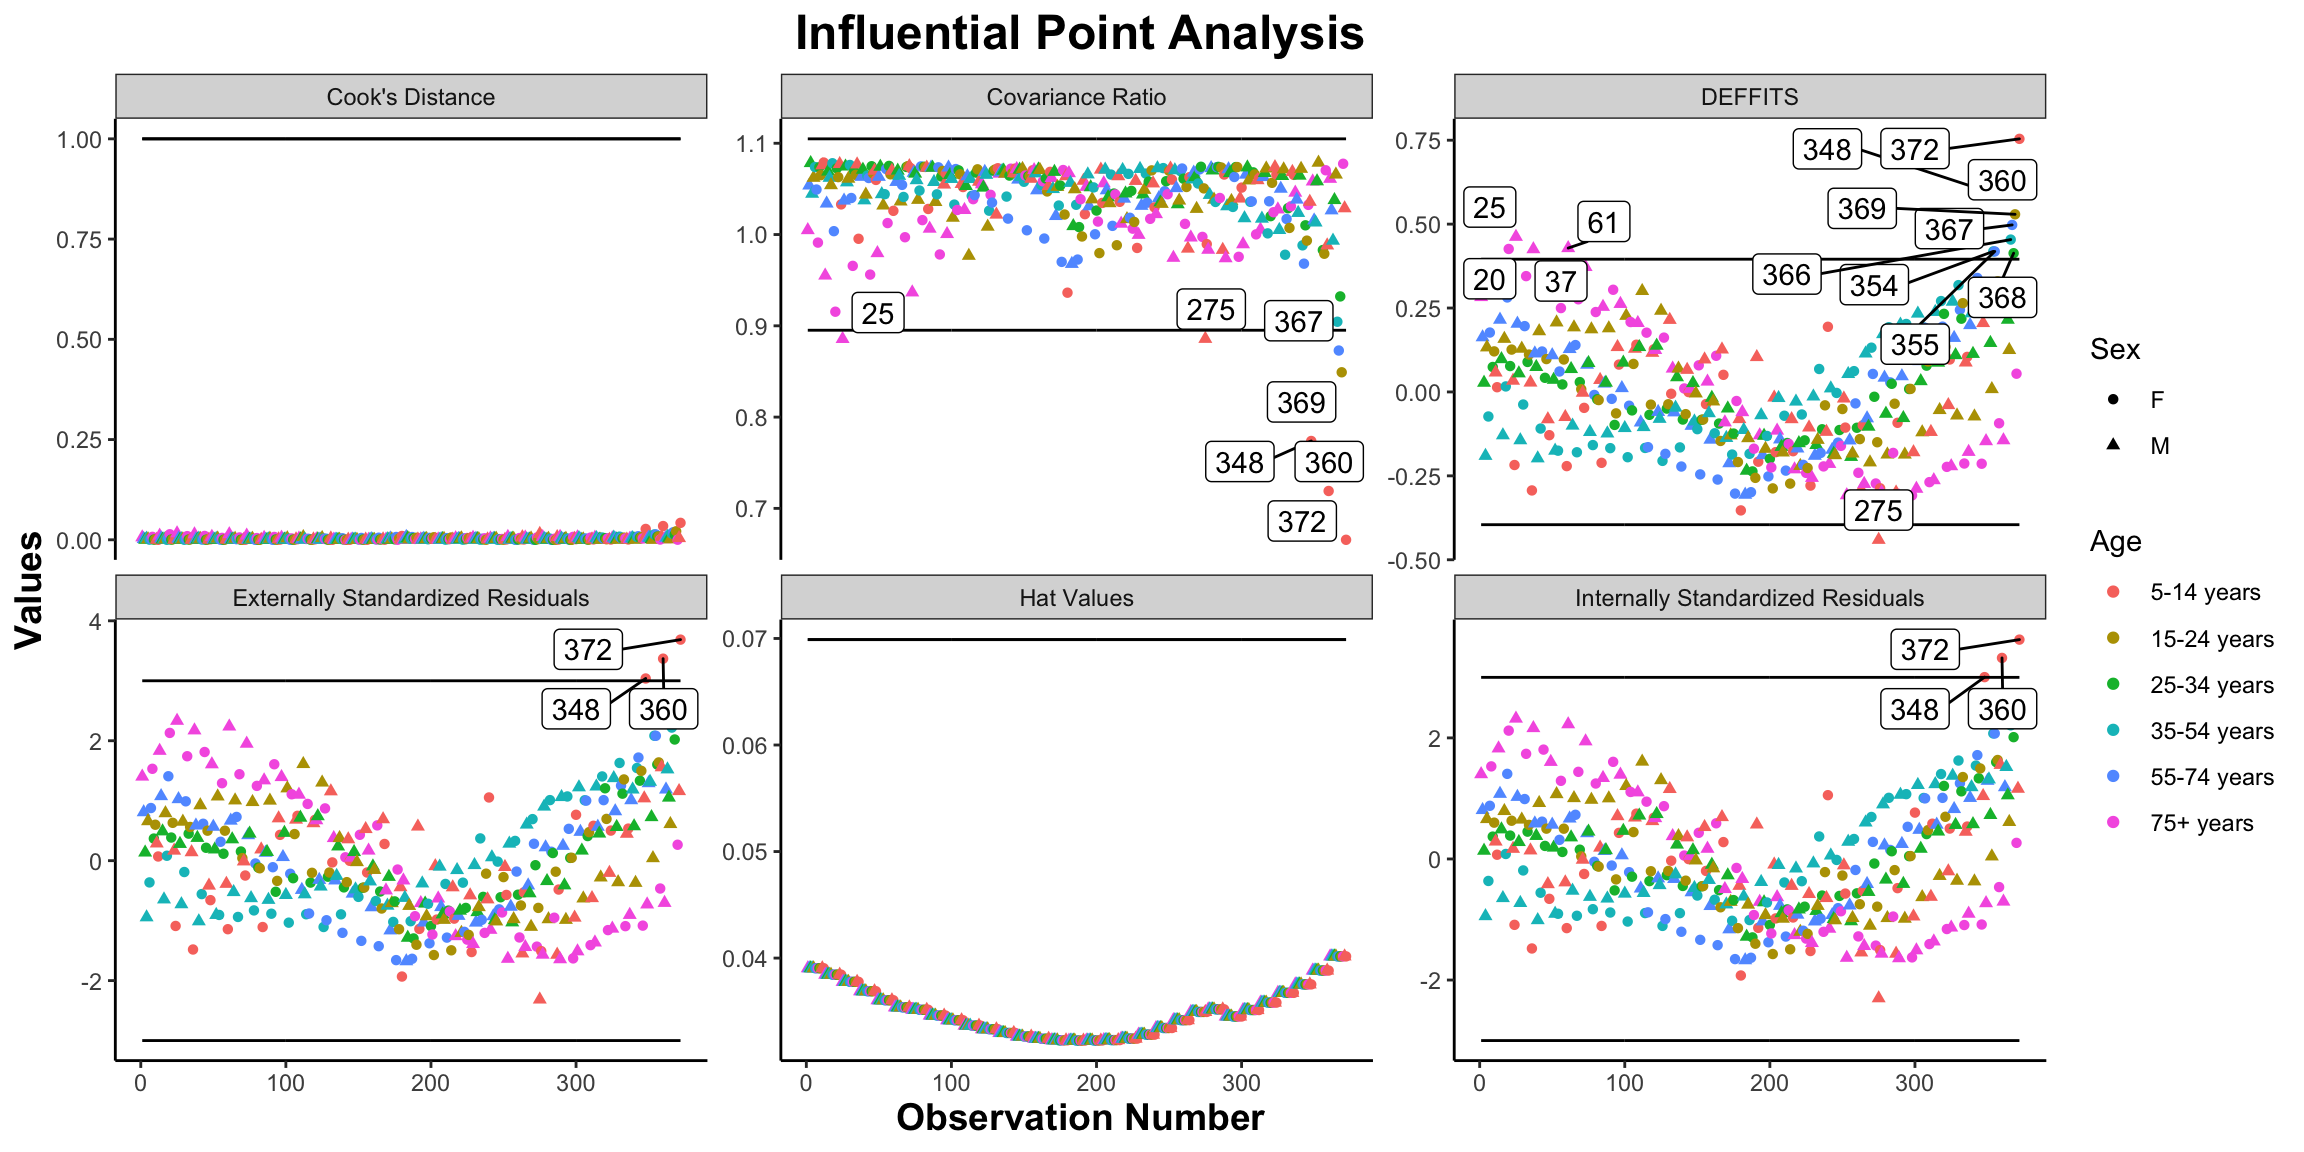 Influential Point Analysis
Cook's Distance
Covariance Ratio
DEFFITS
1.00
0.75
0.50
0.25
0.00
1.1
1.0
0.9
0.8
0.7
25
275
367
369
348
360
372
0.75
0.50
0.25
0.00
-0.25
-0.50
348
372
360
25
369
61
367
20
37
366
354
368
355
275
Values
Externally Standardized Residuals
Hat Values
Internally Standardized Residuals
4
2
0
-2
372
348
360
0.07
0.06
0.05
0.04
2
0
-2
372
348
360
0 100 200 300
0 100 200 300
0 100 200 300
Observation Number
Sex
F
M
Age
5-14 years
15-24 years
25-34 years
35-54 years
55-74 years
75+ years